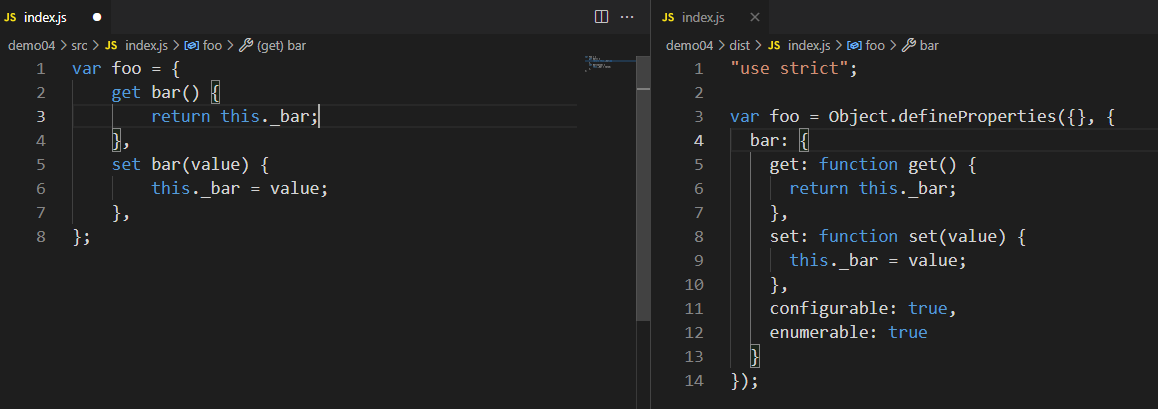 JS index.js ●
demo04 > src > JS index.js > foo > (get) bar
1 var foo = {
2     get bar() {
3         return this._bar;
4     },
5     set bar(value) {
6         this._bar = value;
7     },
8 };
JS index.js ×
demo04 > dist > JS index.js > foo > bar
1 "use strict";
2
3 var foo = Object.defineProperties({}, {
4   bar: {
5     get: function get() {
6       return this._bar;
7     },
8     set: function set(value) {
9       this._bar = value;
10     },
11     configurable: true,
12     enumerable: true
13   }
14 });